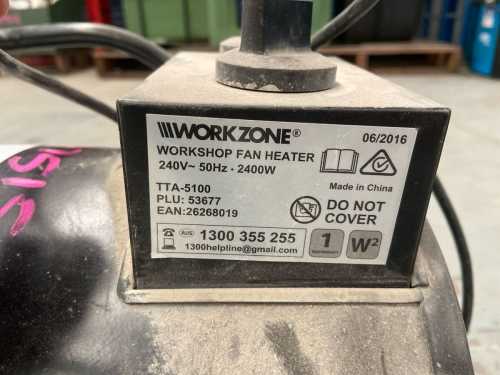 WORKZONE®
06/2016
WORKSHOP FAN HEATER
240V~ 50Hz - 2400W
Made in China
TTA-5100
PLU: 53677
EAN:26268019
DO NOT
COVER
AUS 1300 355 255
1300helpline@gmail.com
1
W²